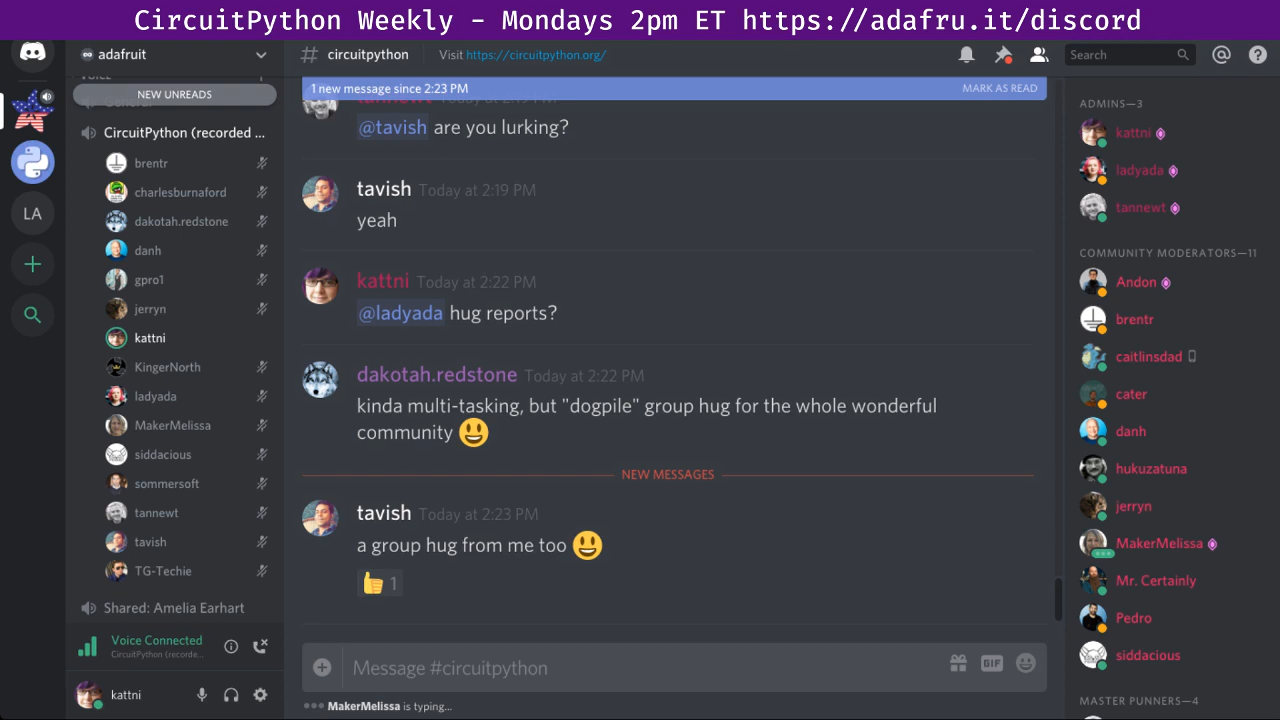 CircuitPython Weekly – Mondays 2pm ET https://adafru.it/discord
adafruit
NEW UNREADS
General
CircuitPython (recorded ...
brentr
charlesburnaford
dakotah.redstone
danh
gpro1
jerryn
kattni
KingerNorth
ladyada
MakerMelissa
siddacious
sommersoft
tannewt
tavish
TG-Techie
Shared: Amelia Earhart
Voice Connected
CircuitPython (recorde...
kattni
LA
# circuitpython
Visit https://circuitpython.org/
Search
1 new message since 2:23 PM
MARK AS READ
@tavish are you lurking?
tavish Today at 2:19 PM
yeah
kattni Today at 2:22 PM
@ladyada hug reports?
dakotah.redstone Today at 2:22 PM
kinda multi-tasking, but "dogpile" group hug for the whole wonderful
community 😃
NEW MESSAGES
tavish Today at 2:23 PM
a group hug from me too 😃
👍 1
Message #circuitpython
GIF
MakerMelissa is typing...
ADMINS—3
kattni
ladyada
tannewt
COMMUNITY MODERATORS—11
Andon
brentr
caitlinsdad
cater
danh
hukuzatuna
jerryn
MakerMelissa
Mr. Certainly
Pedro
siddacious
MASTER PUNNERS—4